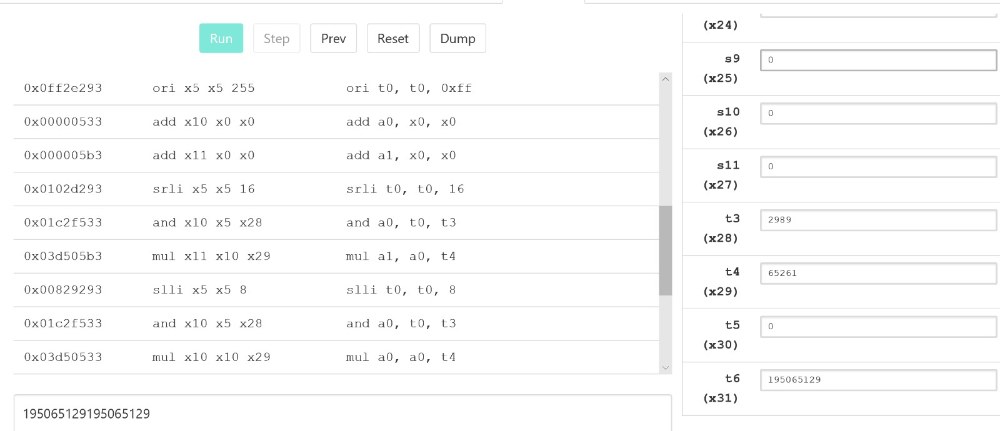 Run Step Prev Reset Dump
0x0ff2e293 ori x5 x5 255 ori t0, t0, 0xff
0x00000533 add x10 x0 x0 add a0, x0, x0
0x000005b3 add x11 x0 x0 add a1, x0, x0
0x0102d293 srli x5 x5 16 srli t0, t0, 16
0x01c2f533 and x10 x5 x28 and a0, t0, t3
0x03d505b3 mul x11 x10 x29 mul a1, a0, t4
0x00829293 slli x5 x5 8 slli t0, t0, 8
0x01c2f533 and x10 x5 x28 and a0, t0, t3
0x03d50533 mul x10 x10 x29 mul a0, a0, t4
195065129195065129
(x24)
s9 0
(x25)
s10 0
(x26)
s11 0
(x27)
t3 2989
(x28)
t4 65261
(x29)
t5 0
(x30)
t6 195065129
(x31)